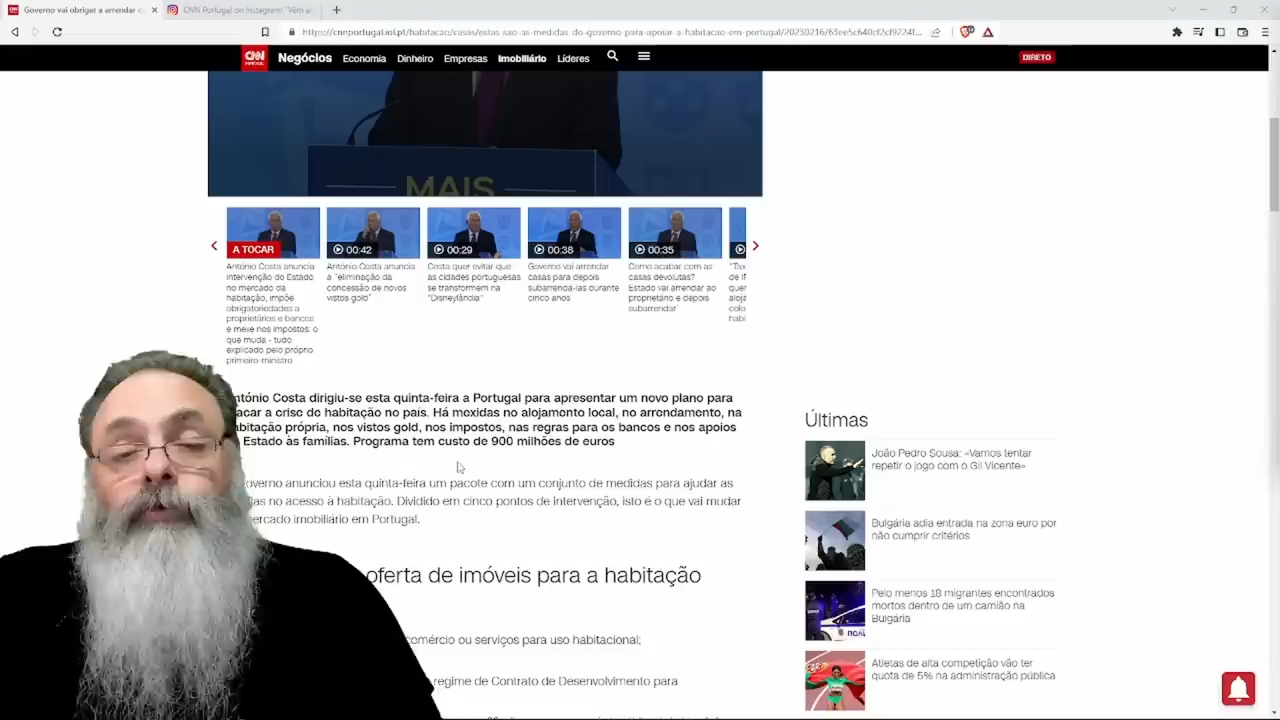 Governo vai obrigar a arrendar c
CNN Portugal on Instagram: "Vêm a
https://cnnportugal.iol.pt/habitacao/casas/estas-sao-as-medidas-do-governo-para-apoiar-a-habitacao-em-portugal/20230216/63ee5c640cf2cf9224f...
CNN
PORTUGAL
Negócios Economia Dinheiro Empresas Imobiliário Líderes
DIRETO
MAIS
A TOCAR
00:42
00:29
00:38
00:35
António Costa anuncia
intervenção do Estado
no mercado da
habitação, impõe
obrigatoriedades a
proprietários e bancos
e mexe nos impostos: o
que muda - tudo
explicado pelo próprio
primeiro-ministro
António Costa anuncia
a "eliminação da
concessão de novos
vistos gold"
Costa quer evitar que
as cidades portuguesas
se transformem na
"Disneylândia"
Governo vai arrendar
casas para depois
subarrendá-las durante
cinco anos
Como acabar com as
casas devolutas?
Estado vai arrendar ao
proprietário e depois
subarrendar"
"Tax
de IF
quer
aloja
colo
habi
ntónio Costa dirigiu-se esta quinta-feira a Portugal para apresentar um novo plano para
acar a crise de habitação no país. Há mexidas no alojamento local, no arrendamento, na
abitação própria, nos vistos gold, nos impostos, nas regras para os bancos e nos apoios
Estado às famílias. Programa tem custo de 900 milhões de euros
overno anunciou esta quinta-feira um pacote com um conjunto de medidas para ajudar as
ias no acesso à habitação. Dividido em cinco pontos de intervenção, isto é o que vai mudar
ercado imobiliário em Portugal.
oferta de imóveis para a habitação
comércio ou serviços para uso habitacional;
regime de Contrato de Desenvolvimento para
Últimas
João Pedro Sousa: «Vamos tentar
repetir o jogo com o Gil Vicente»
Bulgária adia entrada na zona euro por
não cumprir critérios
Pelo menos 18 migrantes encontrados
mortos dentro de um camião na
Bulgária
Atletas de alta competição vão ter
quota de 5% na administração pública